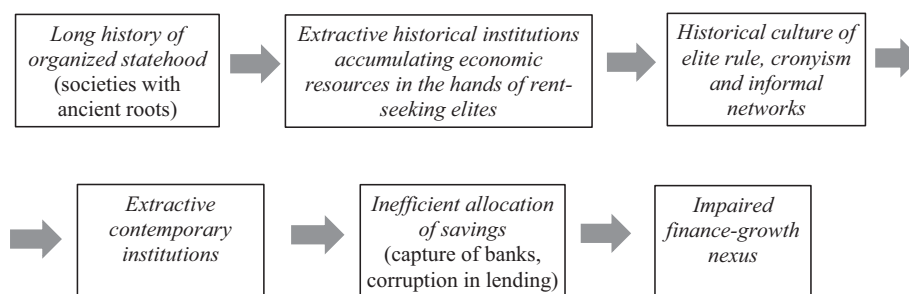 Long history of
organized statehood
(societies with
ancient roots)
Extractive historical institutions
accumulating economic
resources in the hands of rent-
seeking elites
Historical culture of
elite rule, cronyism
and informal
networks
Extractive
contemporary
institutions
Inefficient allocation
of savings
(capture of banks,
corruption in lending)
Impaired
finance-growth
nexus